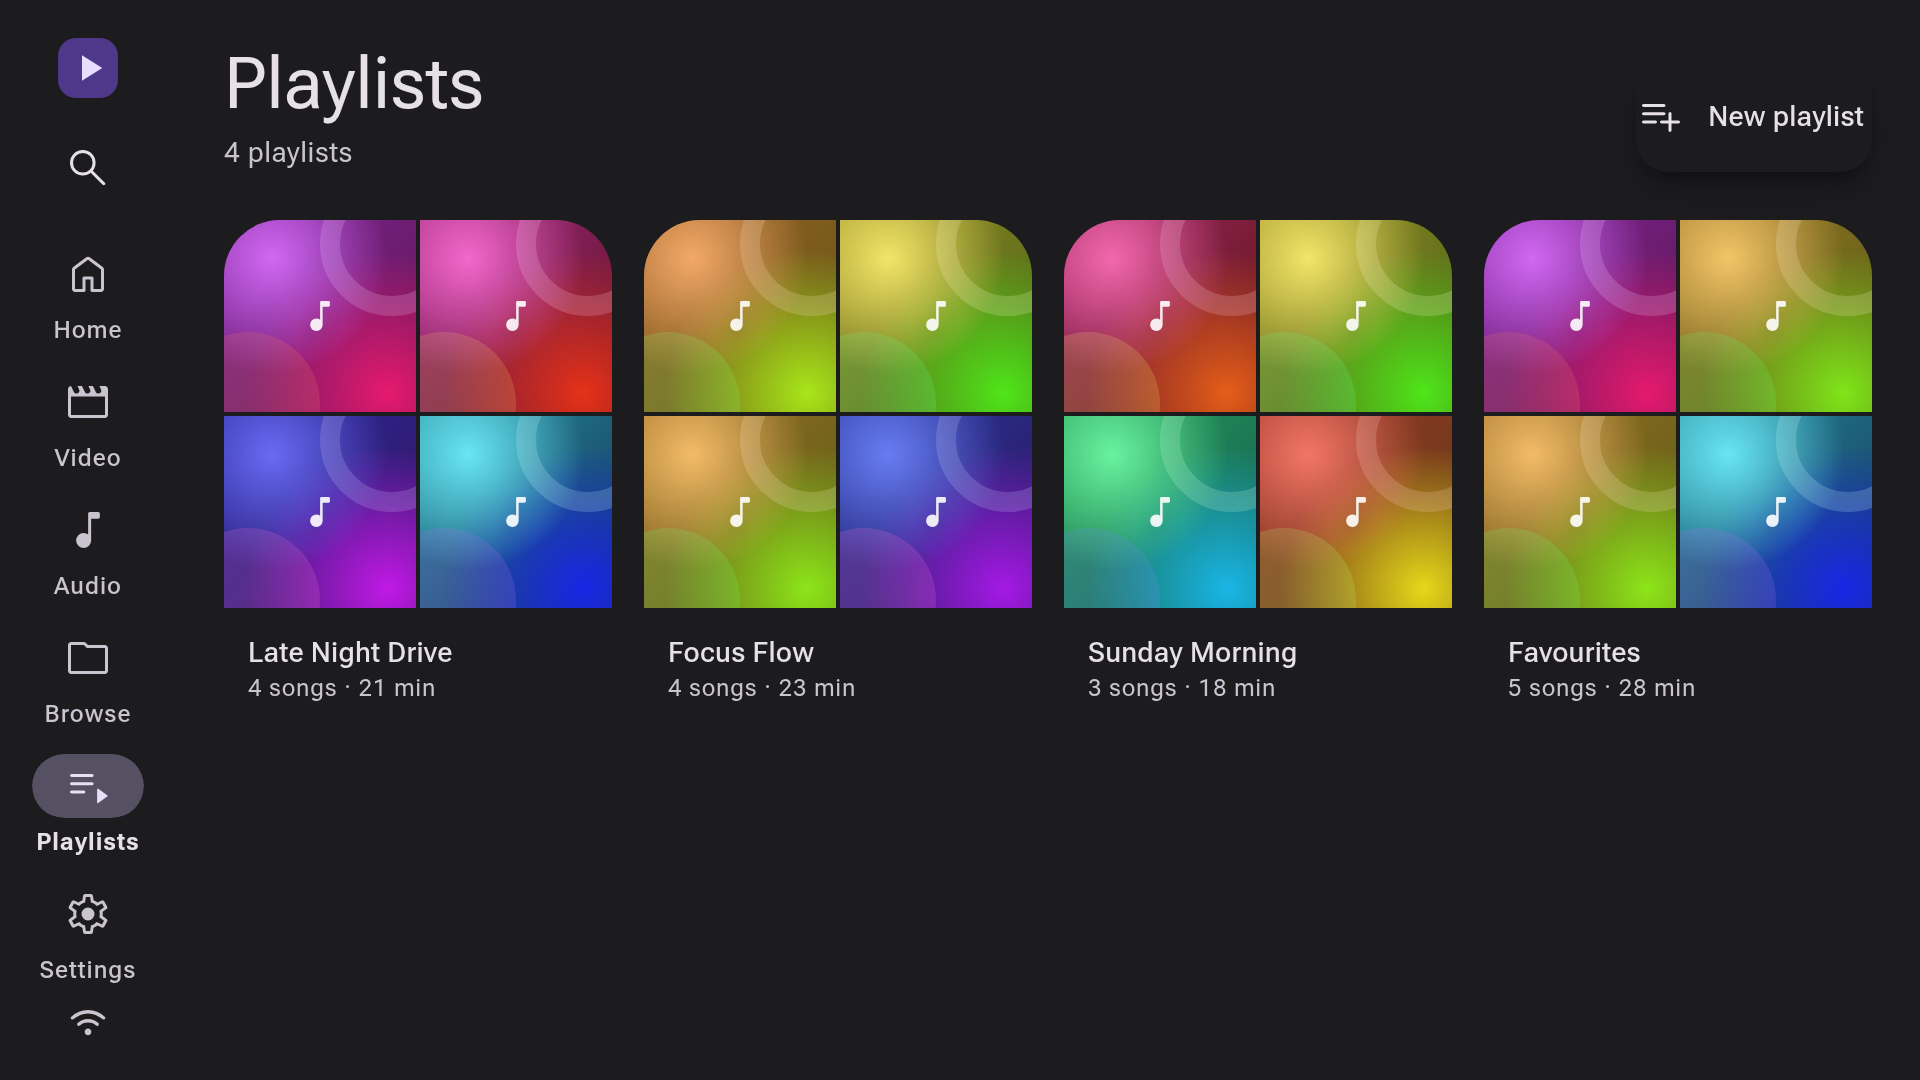 Playlists
4 playlists
New playlist
Home
Video
Audio
Browse
Playlists
Settings
Late Night Drive
4 songs · 21 min
Focus Flow
4 songs · 23 min
Sunday Morning
3 songs · 18 min
Favourites
5 songs · 28 min